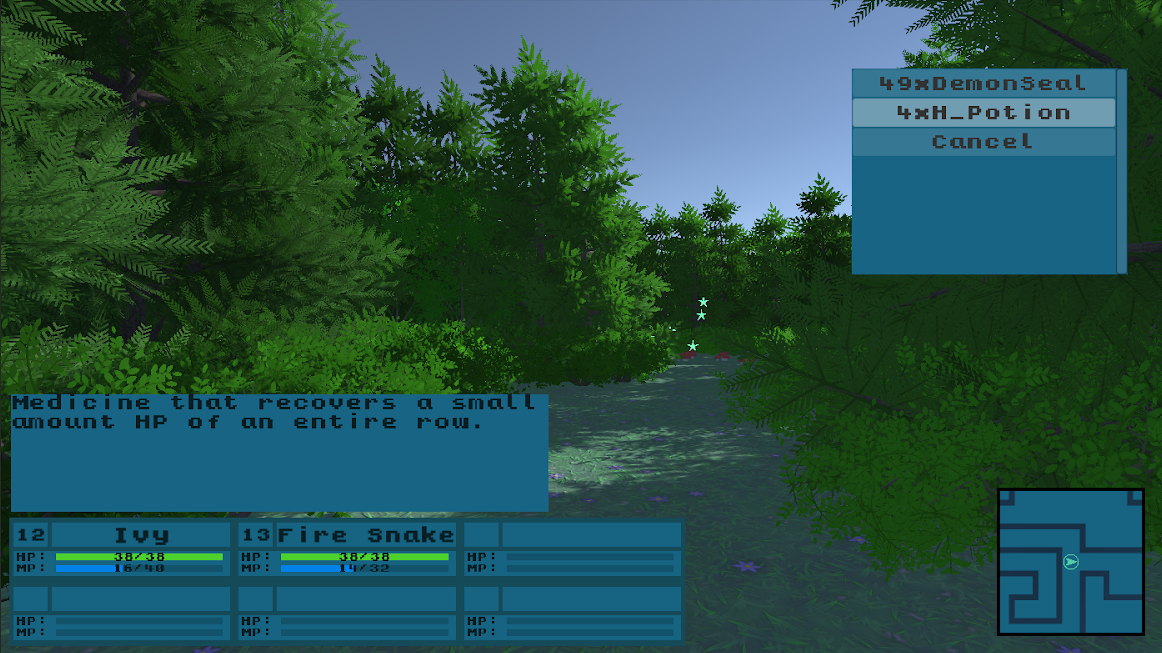 49xDemonSeal
4xH_Potion
Cancel
Medicine that recovers a small
amount HP of an entire row.
12 Ivy 13 Fire Snake
HP: 38/38 HP: 38/38 HP:
MP: 16/40 MP: 14/32 MP:
HP: HP: HP:
MP: MP: MP: